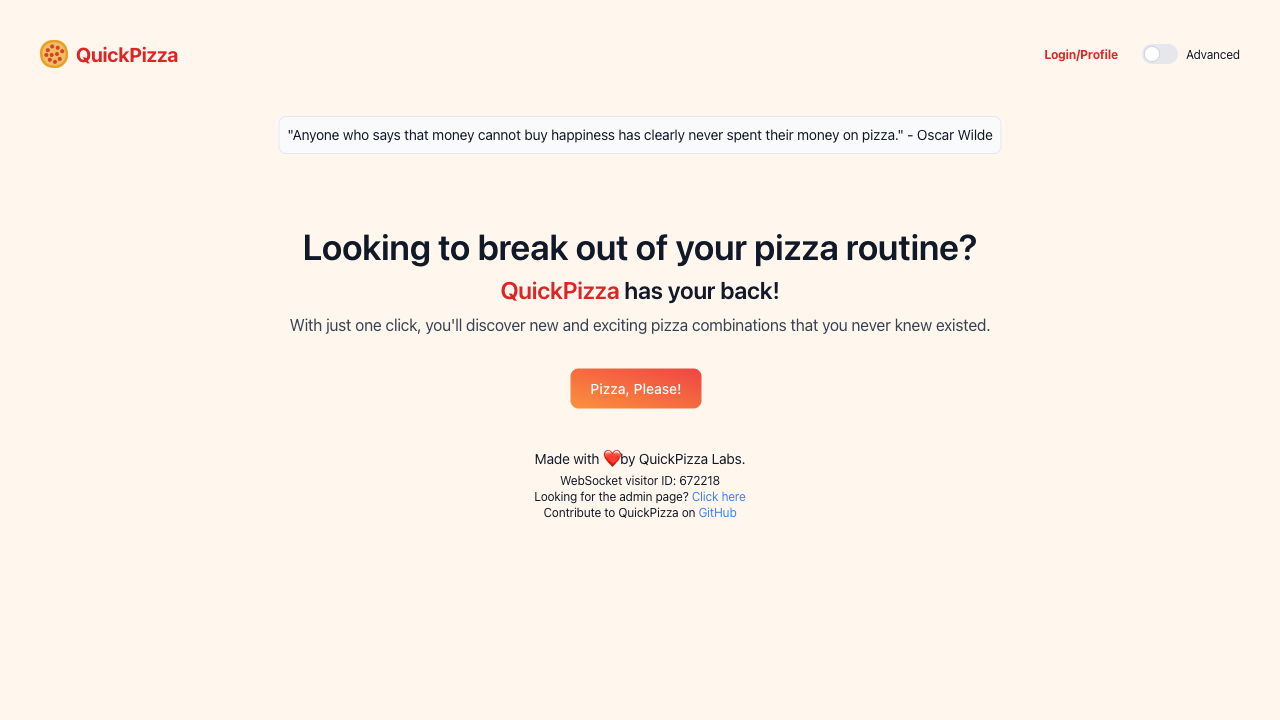 QuickPizza
Login/Profile
Advanced
"Anyone who says that money cannot buy happiness has clearly never spent their money on pizza." - Oscar Wilde
Looking to break out of your pizza routine?
QuickPizza has your back!
With just one click, you'll discover new and exciting pizza combinations that you never knew existed.
Pizza, Please!
Made with ❤️by QuickPizza Labs.
WebSocket visitor ID: 672218
Looking for the admin page? Click here
Contribute to QuickPizza on GitHub